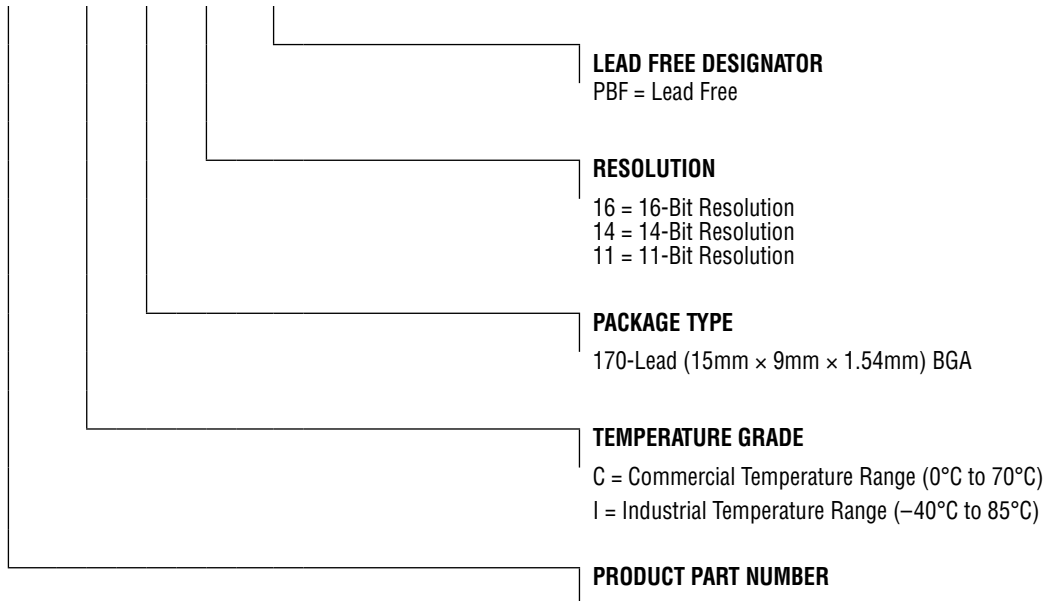 LEAD FREE DESIGNATOR
PBF = Lead Free
RESOLUTION
16 = 16-Bit Resolution
14 = 14-Bit Resolution
11 = 11-Bit Resolution
PACKAGE TYPE
170-Lead (15mm × 9mm × 1.54mm) BGA
TEMPERATURE GRADE
C = Commercial Temperature Range (0°C to 70°C)
I = Industrial Temperature Range (–40°C to 85°C)
PRODUCT PART NUMBER